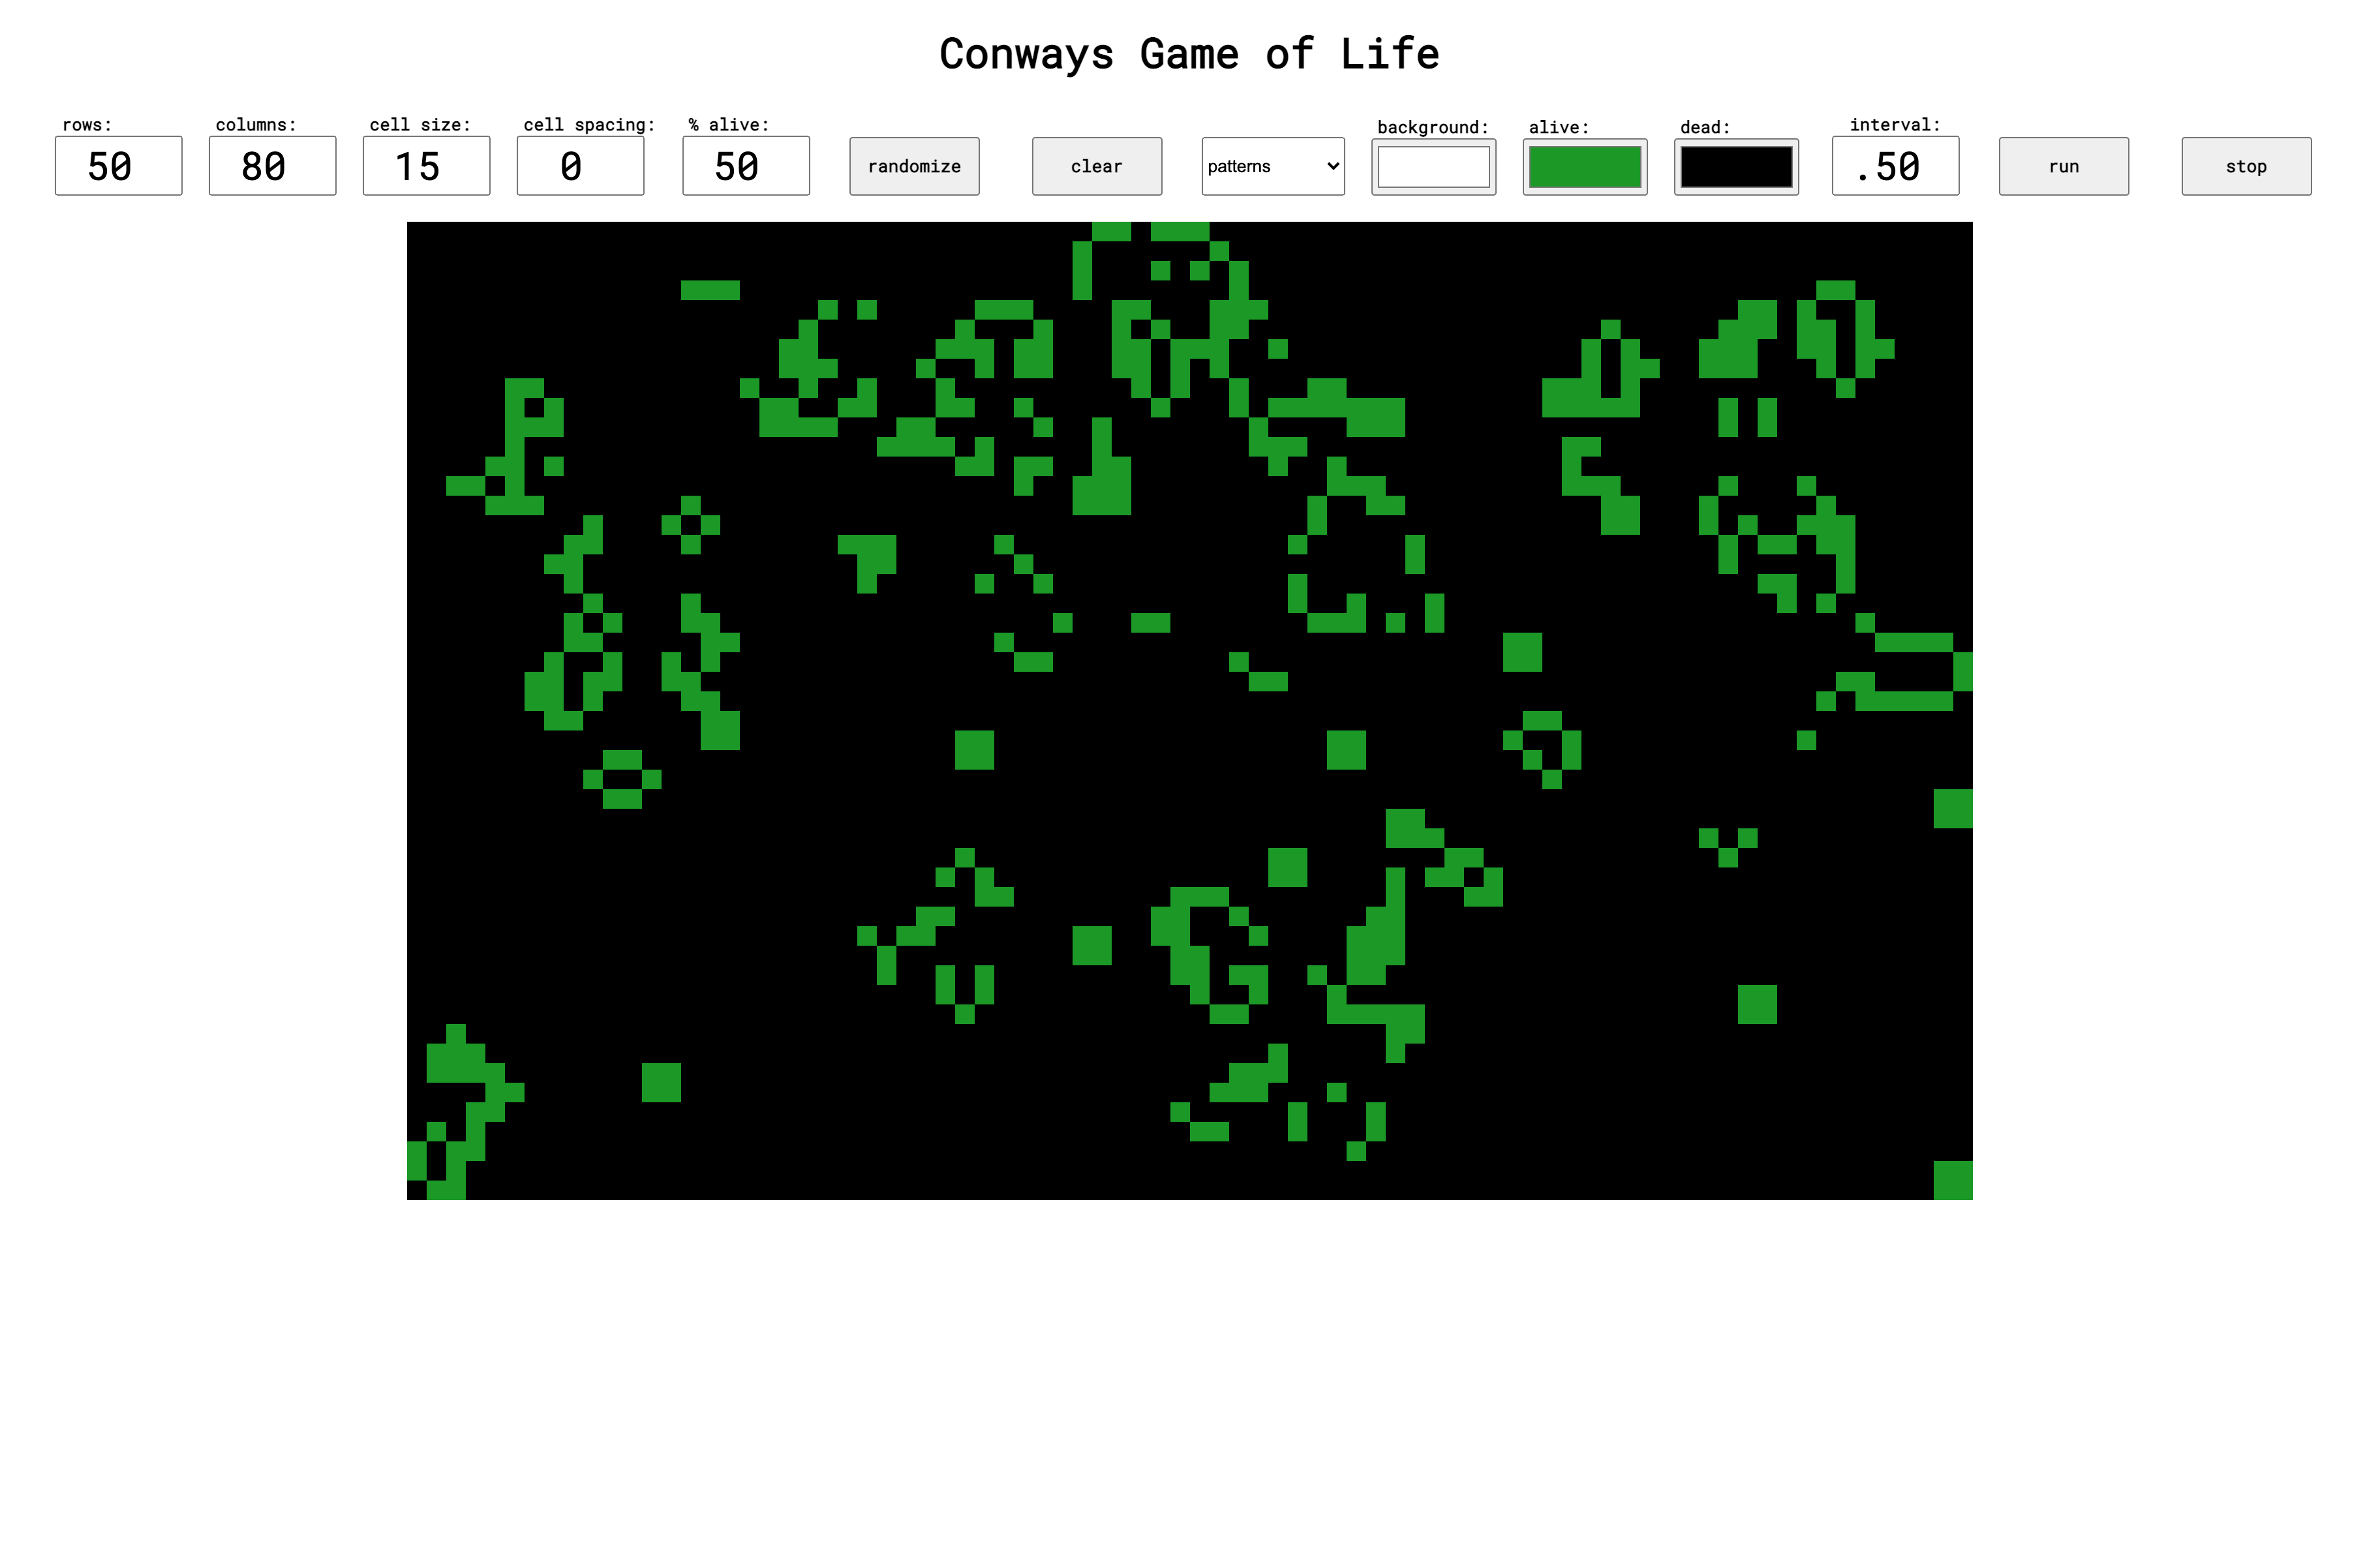 Conways Game of Life
rows: columns: cell size: cell spacing: % alive: background: alive: dead: interval:
50 80 15 0 50 randomize clear patterns .50 run stop